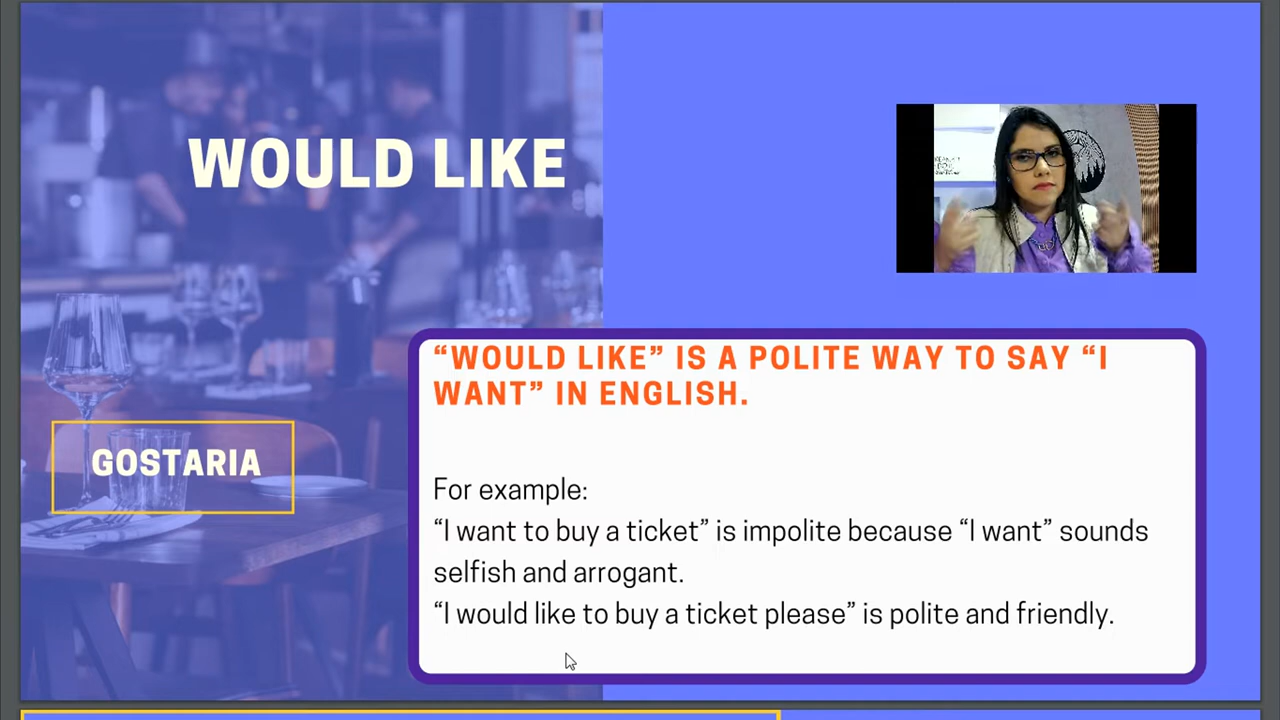 WOULD LIKE
GOSTARIA
“WOULD LIKE” IS A POLITE WAY TO SAY “I
WANT” IN ENGLISH.
For example:
“I want to buy a ticket” is impolite because “I want” sounds
selfish and arrogant.
“I would like to buy a ticket please” is polite and friendly.